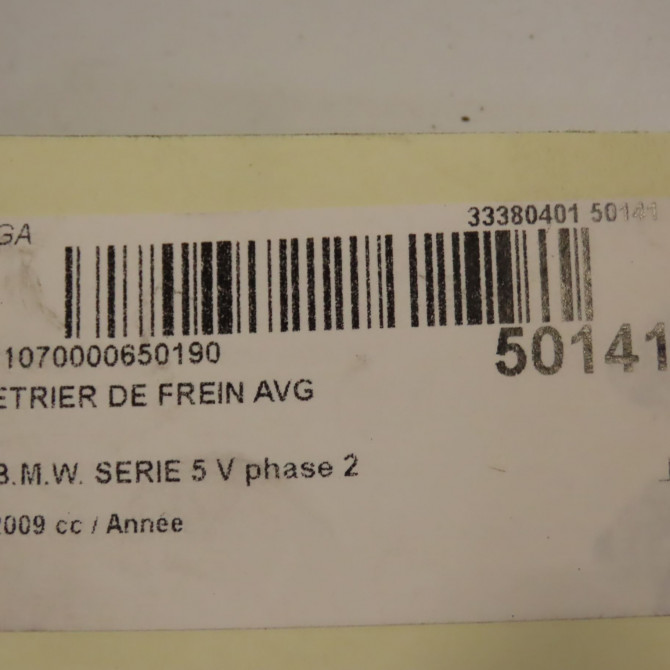 GA
33380401 50141
1070000650190
50141
ETRIER DE FREIN AVG
B.M.W. SERIE 5 V phase 2
2009 cc / Année